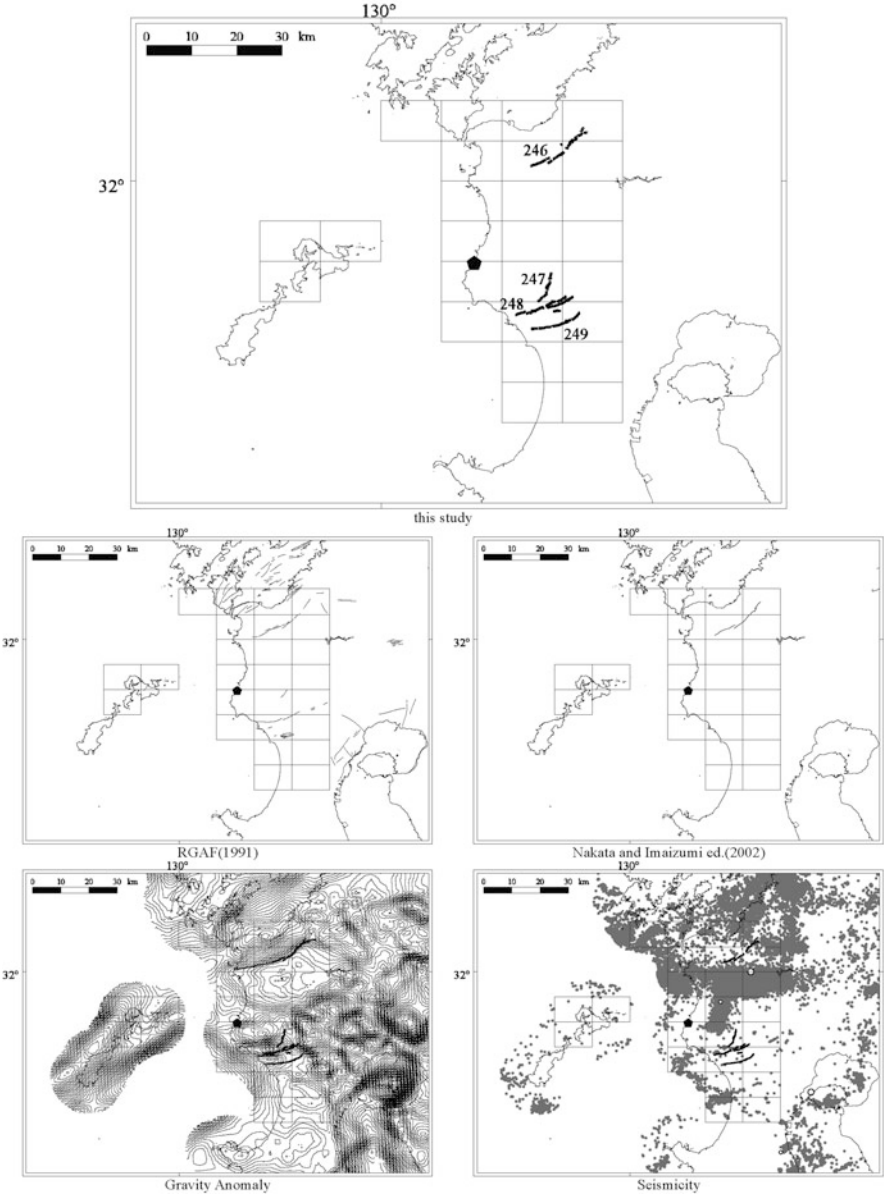 130°
0 10 20 30 km
32°
246
247
248
249
this study
130°
0 10 20 30 km
32°
RGAF(1991)
130°
0 10 20 30 km
32°
Nakata and Imaizumi ed.(2002)
130°
0 10 20 30 km
32°
Gravity Anomaly
130°
0 10 20 30 km
32°
Seismicity